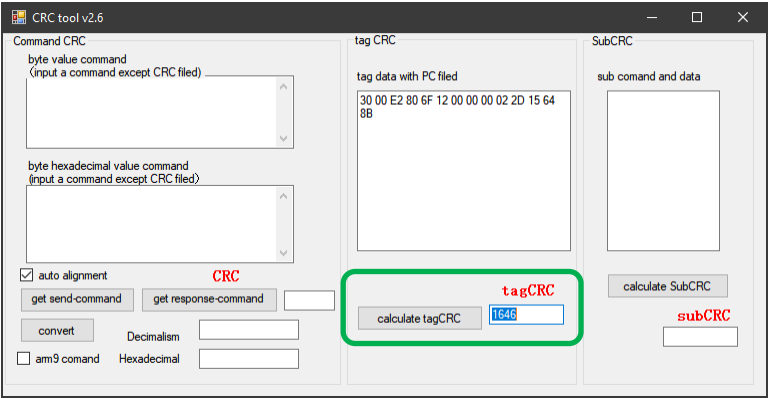 CRC tool v2.6
Command CRC
byte value command
(input a command except CRC filed)
byte hexadecimal value command
(input a command except CRC filed)
auto alignment
CRC
get send-command
get response-command
convert
Decimalism
arm9 comand
Hexadecimal
tag CRC
tag data with PC filed
30 00 E2 80 6F 12 00 00 00 02 2D 15 64
8B
tagCRC
calculate tagCRC
1646
SubCRC
sub comand and data
calculate SubCRC
subCRC